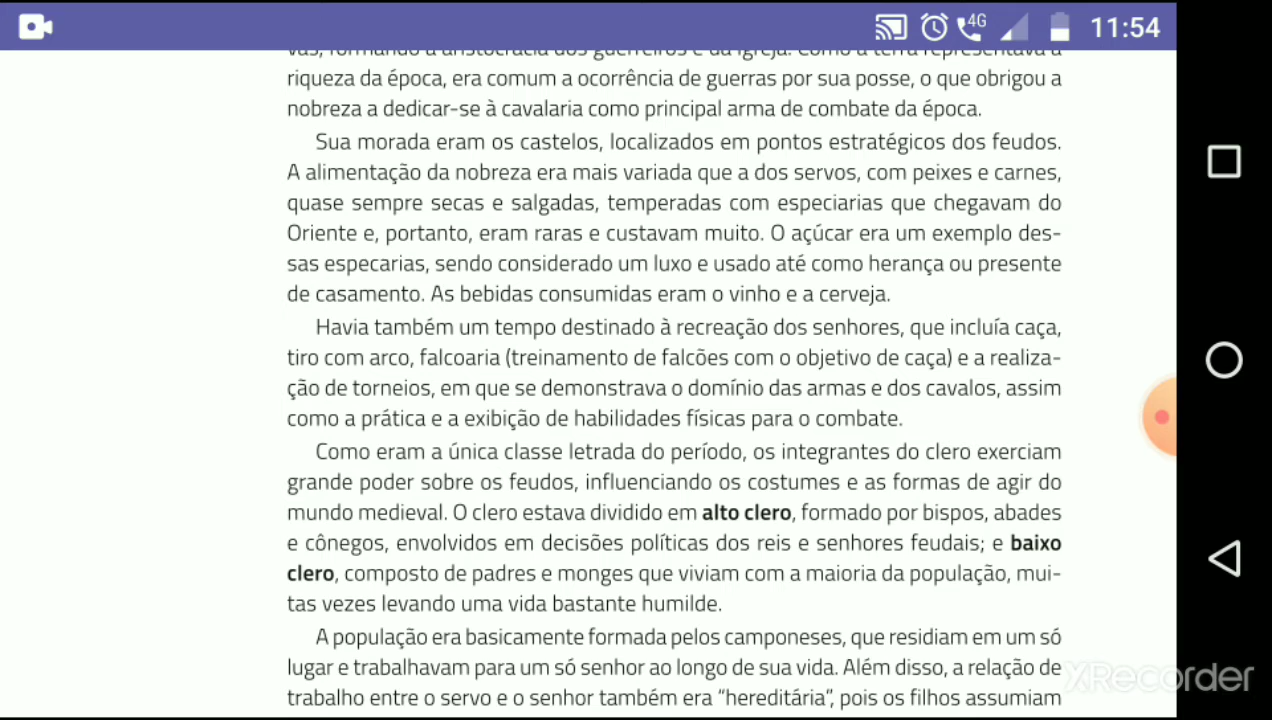 4G
11:54
vas, formando a aristocracia dos guerreiros e da Igreja. Como a terra representava a
riqueza da época, era comum a ocorrência de guerras por sua posse, o que obrigou a
nobreza a dedicar-se à cavalaria como principal arma de combate da época.
Sua morada eram os castelos, localizados em pontos estratégicos dos feudos.
A alimentação da nobreza era mais variada que a dos servos, com peixes e carnes,
quase sempre secas e salgadas, temperadas com especiarias que chegavam do
Oriente e, portanto, eram raras e custavam muito. O açúcar era um exemplo des-
sas especarias, sendo considerado um luxo e usado até como herança ou presente
de casamento. As bebidas consumidas eram o vinho e a cerveja.
Havia também um tempo destinado à recreação dos senhores, que incluía caça,
tiro com arco, falcoaria (treinamento de falcões com o objetivo de caça) e a realiza-
ção de torneios, em que se demonstrava o domínio das armas e dos cavalos, assim
como a prática e a exibição de habilidades físicas para o combate.
Como eram a única classe letrada do período, os integrantes do clero exerciam
grande poder sobre os feudos, influenciando os costumes e as formas de agir do
mundo medieval. O clero estava dividido em alto clero, formado por bispos, abades
e cônegos, envolvidos em decisões políticas dos reis e senhores feudais; e baixo
clero, composto de padres e monges que viviam com a maioria da população, mui-
tas vezes levando uma vida bastante humilde.
A população era basicamente formada pelos camponeses, que residiam em um só
lugar e trabalhavam para um só senhor ao longo de sua vida. Além disso, a relação de
trabalho entre o servo e o senhor também era "hereditária", pois os filhos assumiam
XRecorder